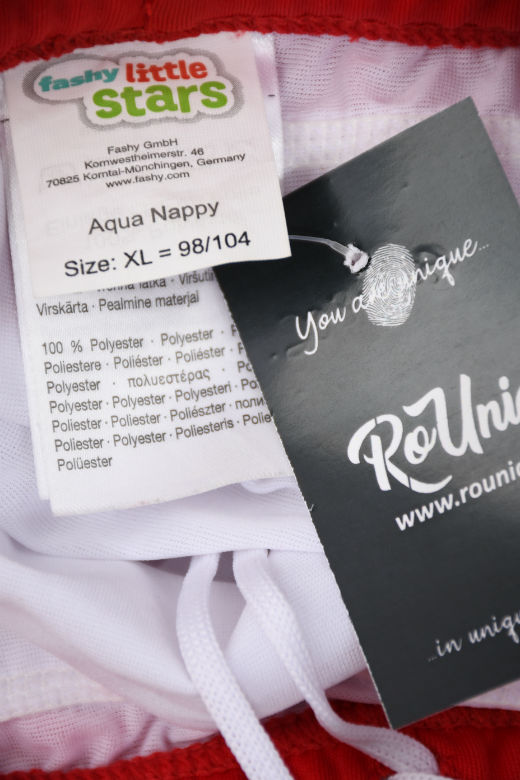 fashy little
stars
Fashy GmbH
Kornwestheimerstr. 46
70825 Korntal-Münchingen, Germany
www.fashy.com
Aqua Nappy
Size: XL = 98/104
Virskārta · Pealmine materjal
100 % Polyester · Polyester ·
Poliestere · Poliéster · Poliéster ·
Polyester · πολυεστέρας ·
Polyester · Polyester · Polyesteri ·
Poliester · Poliester · Poliészter ·
Poliester · Polyester · Poliesteris ·
Polüester
You are unique...
RoUni
www.rouni
...in uniq